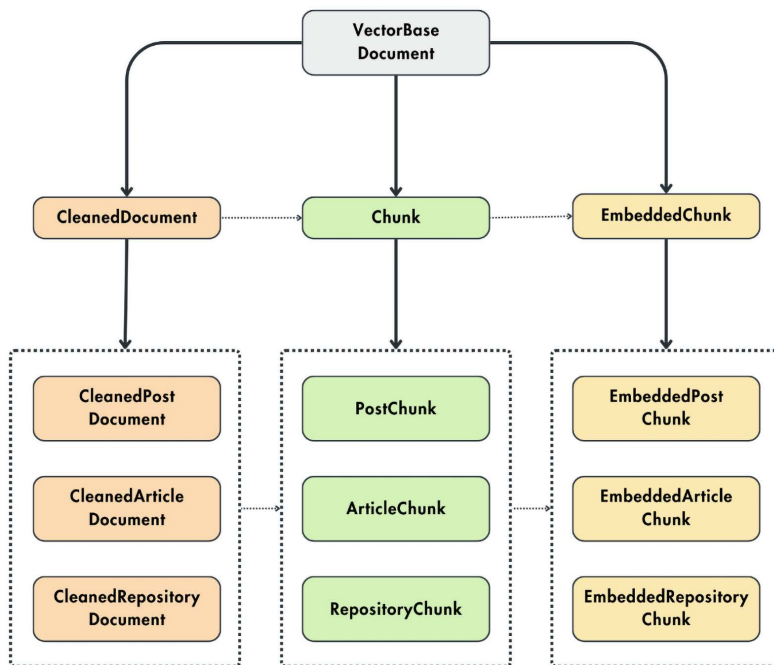 VectorBase
Document
CleanedDocument
Chunk
EmbeddedChunk
CleanedPost
Document
PostChunk
EmbeddedPost
Chunk
CleanedArticle
Document
ArticleChunk
EmbeddedArticle
Chunk
CleanedRepository
Document
RepositoryChunk
EmbeddedRepository
Chunk